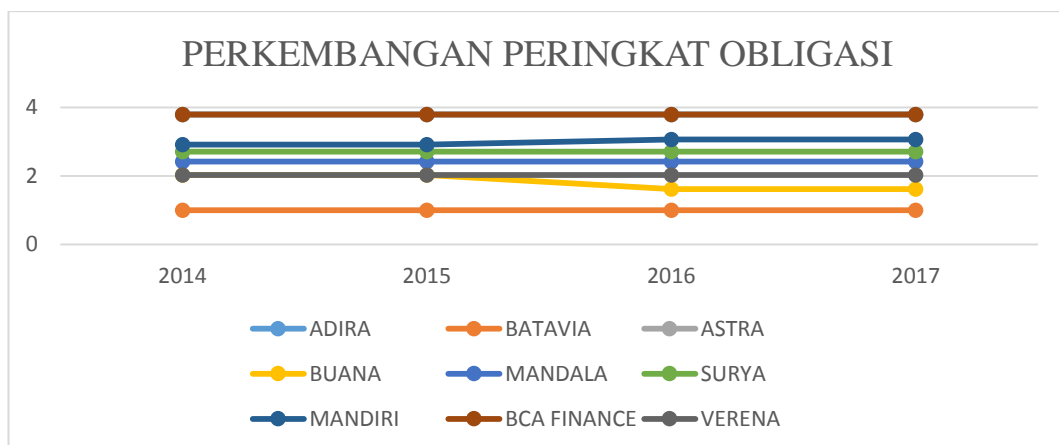 PERKEMBANGAN PERINGKAT OBLIGASI
4
2
0
2014 2015 2016 2017
ADIRA BATAVIA ASTRA
BUANA MANDALA SURYA
MANDIRI BCA FINANCE VERENA